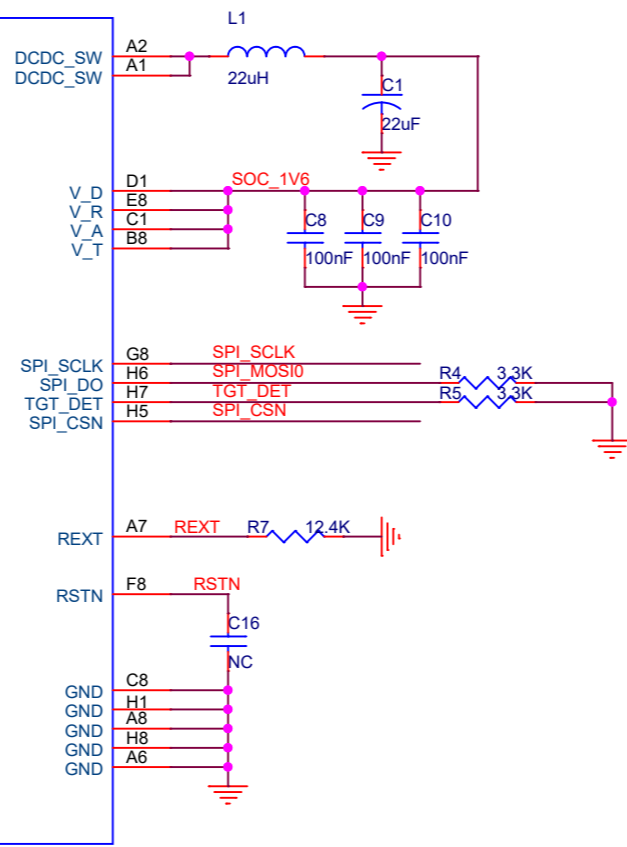 L1
DCDC_SW A2
DCDC_SW A1
22uH
C1
22uF
V_D D1 SOC_1V6
V_R E8
V_A C1
V_T B8
C8 C9 C10
100nF 100nF 100nF
SPI_SCLK G8 SPI_SCLK
SPI_DO H6 SPI_MOSI0 R4 3.3K
TGT_DET H7 TGT_DET R5 3.3K
SPI_CSN H5 SPI_CSN
REXT A7 REXT R7 12.4K
RSTN F8 RSTN
C16
NC
GND C8
GND H1
GND A8
GND H8
GND A6